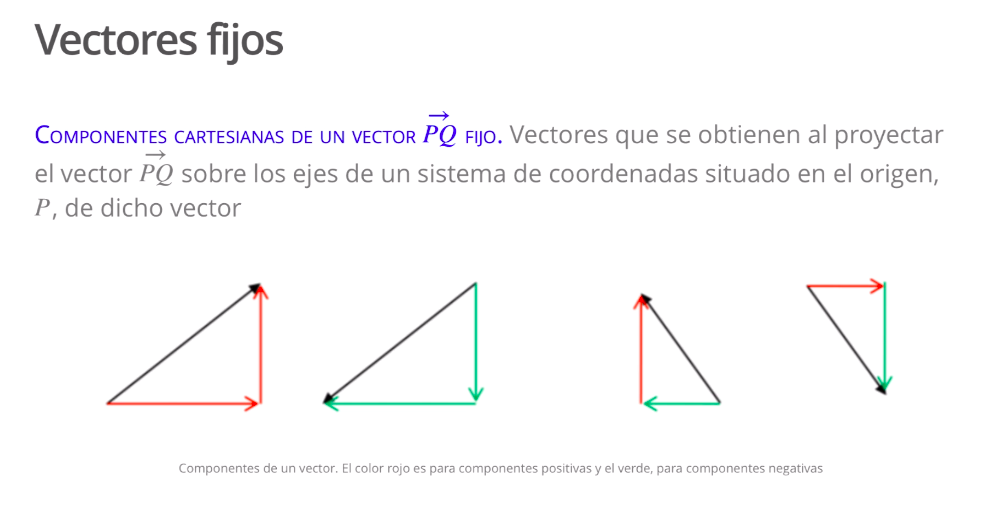 Vectores fijos
Componentes cartesianas de un vector PQ fijo. Vectores que se obtienen al proyectar
el vector PQ sobre los ejes de un sistema de coordenadas situado en el origen,
P, de dicho vector
Componentes de un vector. El color rojo es para componentes positivas y el verde, para componentes negativas